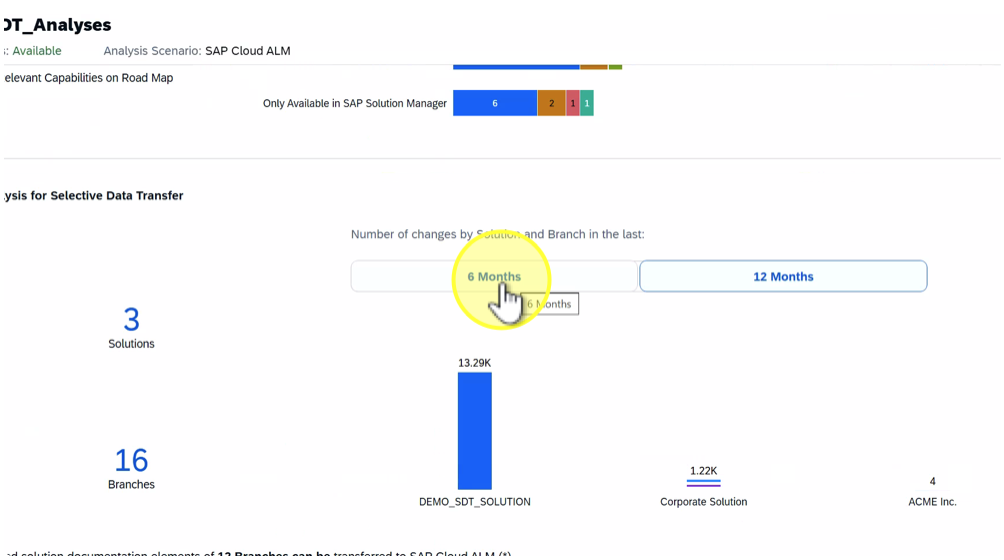 DT_Analyses
s: Available Analysis Scenario: SAP Cloud ALM
elevant Capabilities on Road Map
Only Available in SAP Solution Manager 6 2 1 1
ysis for Selective Data Transfer
Number of changes by Solution and Branch in the last:
6 Months 12 Months
6 Months
3
Solutions
13.29K
16
Branches
1.22K
4
DEMO_SDT_SOLUTION Corporate Solution ACME Inc.
ed solution documentation elements of 12 Branches can be transferred to SAP Cloud ALM (*)